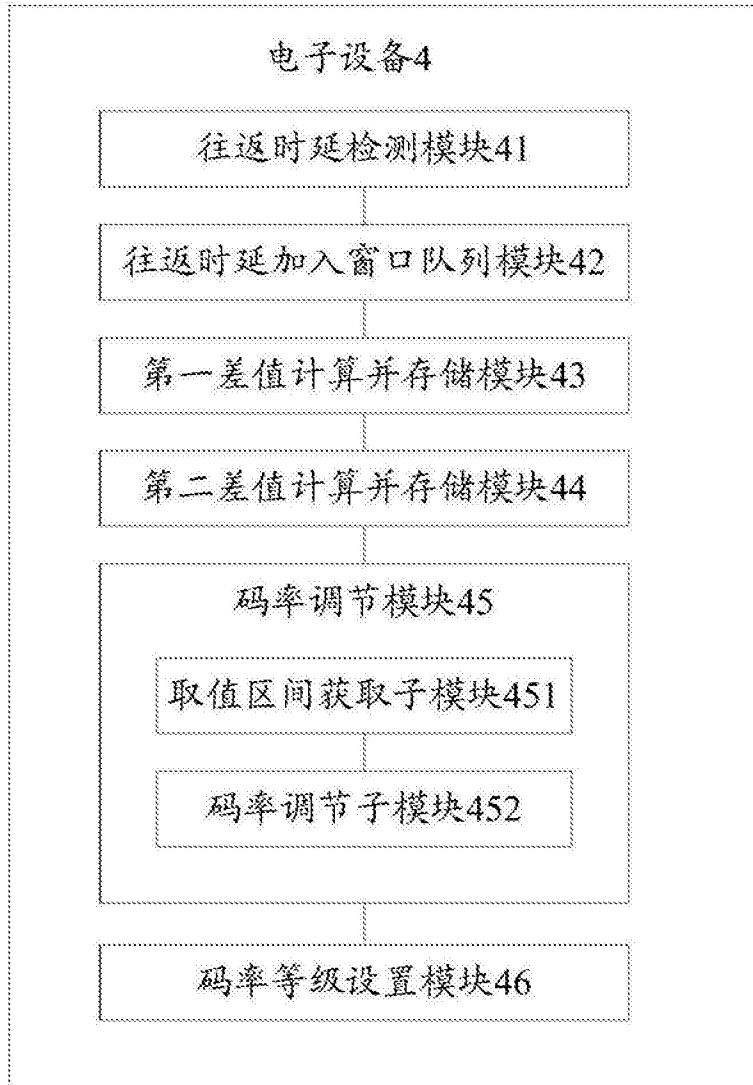 电子设备4
往返时延检测模块41
往返时延加入窗口队列模块42
第一差值计算并存储模块43
第二差值计算并存储模块44
码率调节模块45
取值区间获取子模块451
码率调节子模块452
码率等级设置模块46